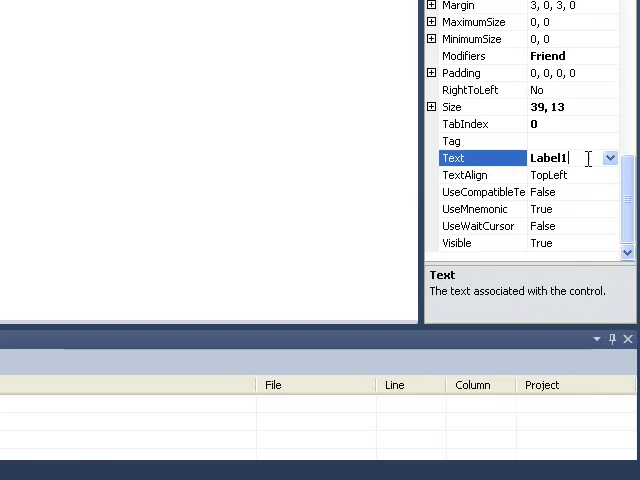 Margin 3, 0, 3, 0
MaximumSize 0, 0
MinimumSize 0, 0
Modifiers Friend
Padding 0, 0, 0, 0
RightToLeft No
Size 39, 13
TabIndex 0
Tag
Text Label1
TextAlign TopLeft
UseCompatibleTe False
UseMnemonic True
UseWaitCursor False
Visible True
Text
The text associated with the control.
File Line Column Project